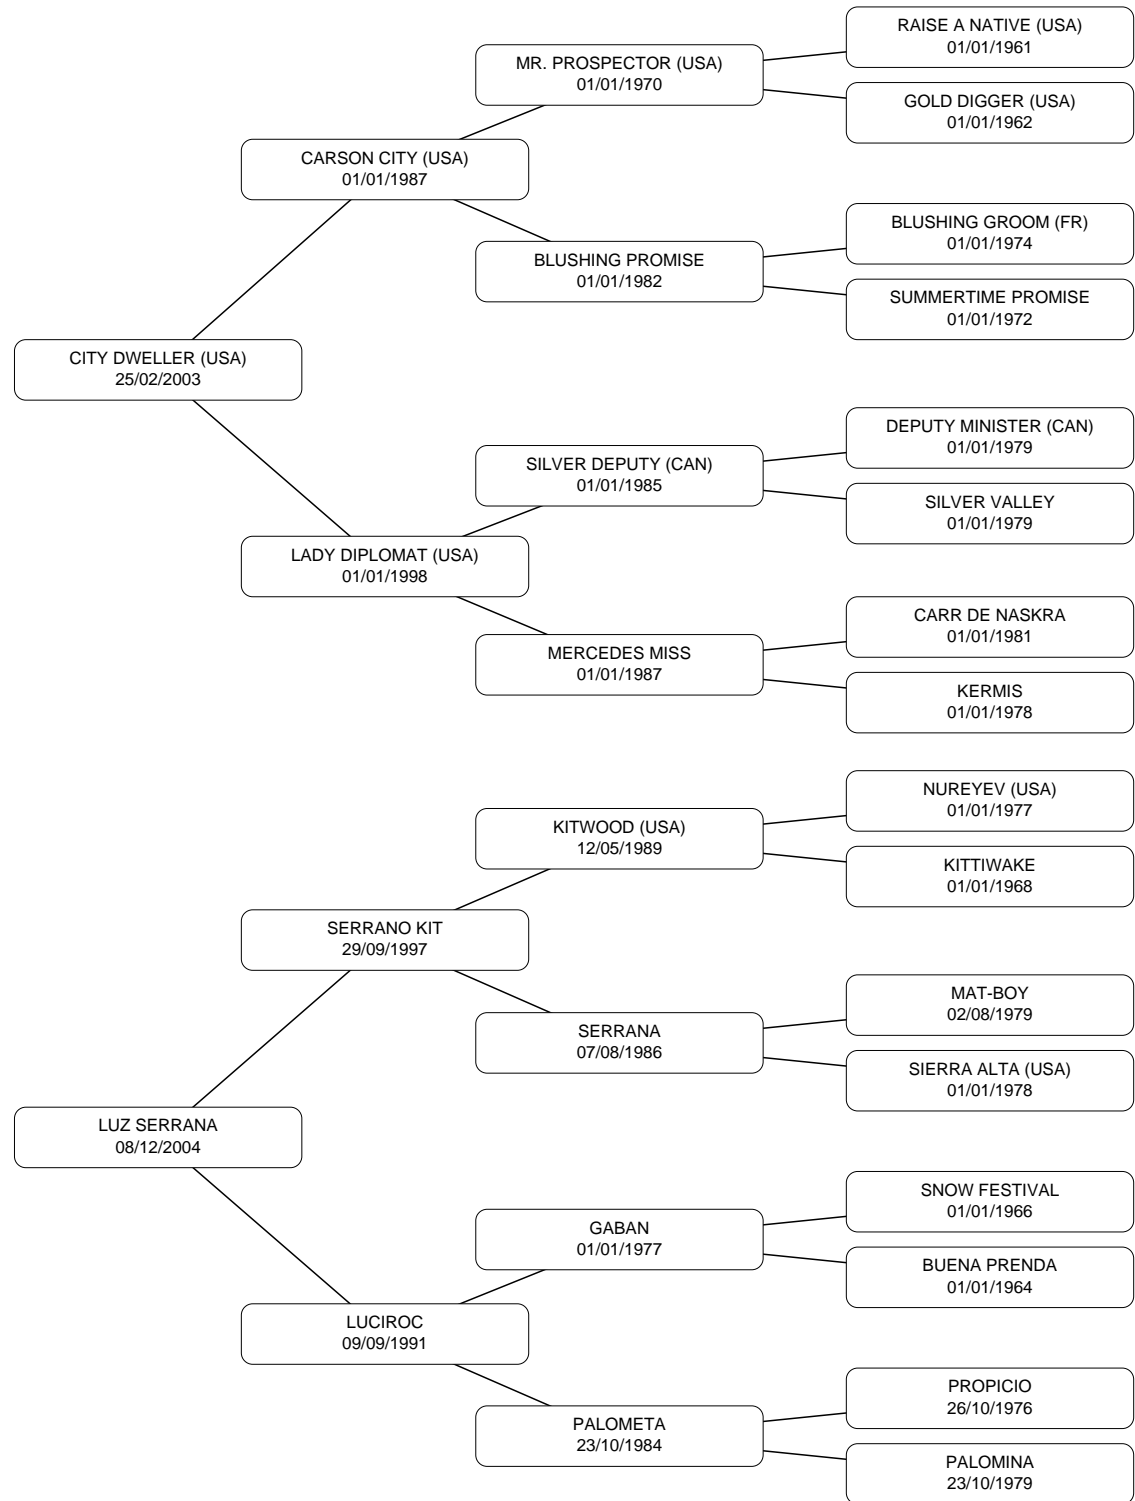 RAISE A NATIVE (USA)
01/01/1961
MR. PROSPECTOR (USA)
01/01/1970
GOLD DIGGER (USA)
01/01/1962
CARSON CITY (USA)
01/01/1987
BLUSHING GROOM (FR)
01/01/1974
BLUSHING PROMISE
01/01/1982
SUMMERTIME PROMISE
01/01/1972
CITY DWELLER (USA)
25/02/2003
DEPUTY MINISTER (CAN)
01/01/1979
SILVER DEPUTY (CAN)
01/01/1985
SILVER VALLEY
01/01/1979
LADY DIPLOMAT (USA)
01/01/1998
CARR DE NASKRA
01/01/1981
MERCEDES MISS
01/01/1987
KERMIS
01/01/1978
NUREYEV (USA)
01/01/1977
KITWOOD (USA)
12/05/1989
KITTIWAKE
01/01/1968
SERRANO KIT
29/09/1997
MAT-BOY
02/08/1979
SERRANA
07/08/1986
SIERRA ALTA (USA)
01/01/1978
LUZ SERRANA
08/12/2004
SNOW FESTIVAL
01/01/1966
GABAN
01/01/1977
BUENA PRENDA
01/01/1964
LUCIROC
09/09/1991
PROPICIO
26/10/1976
PALOMETA
23/10/1984
PALOMINA
23/10/1979